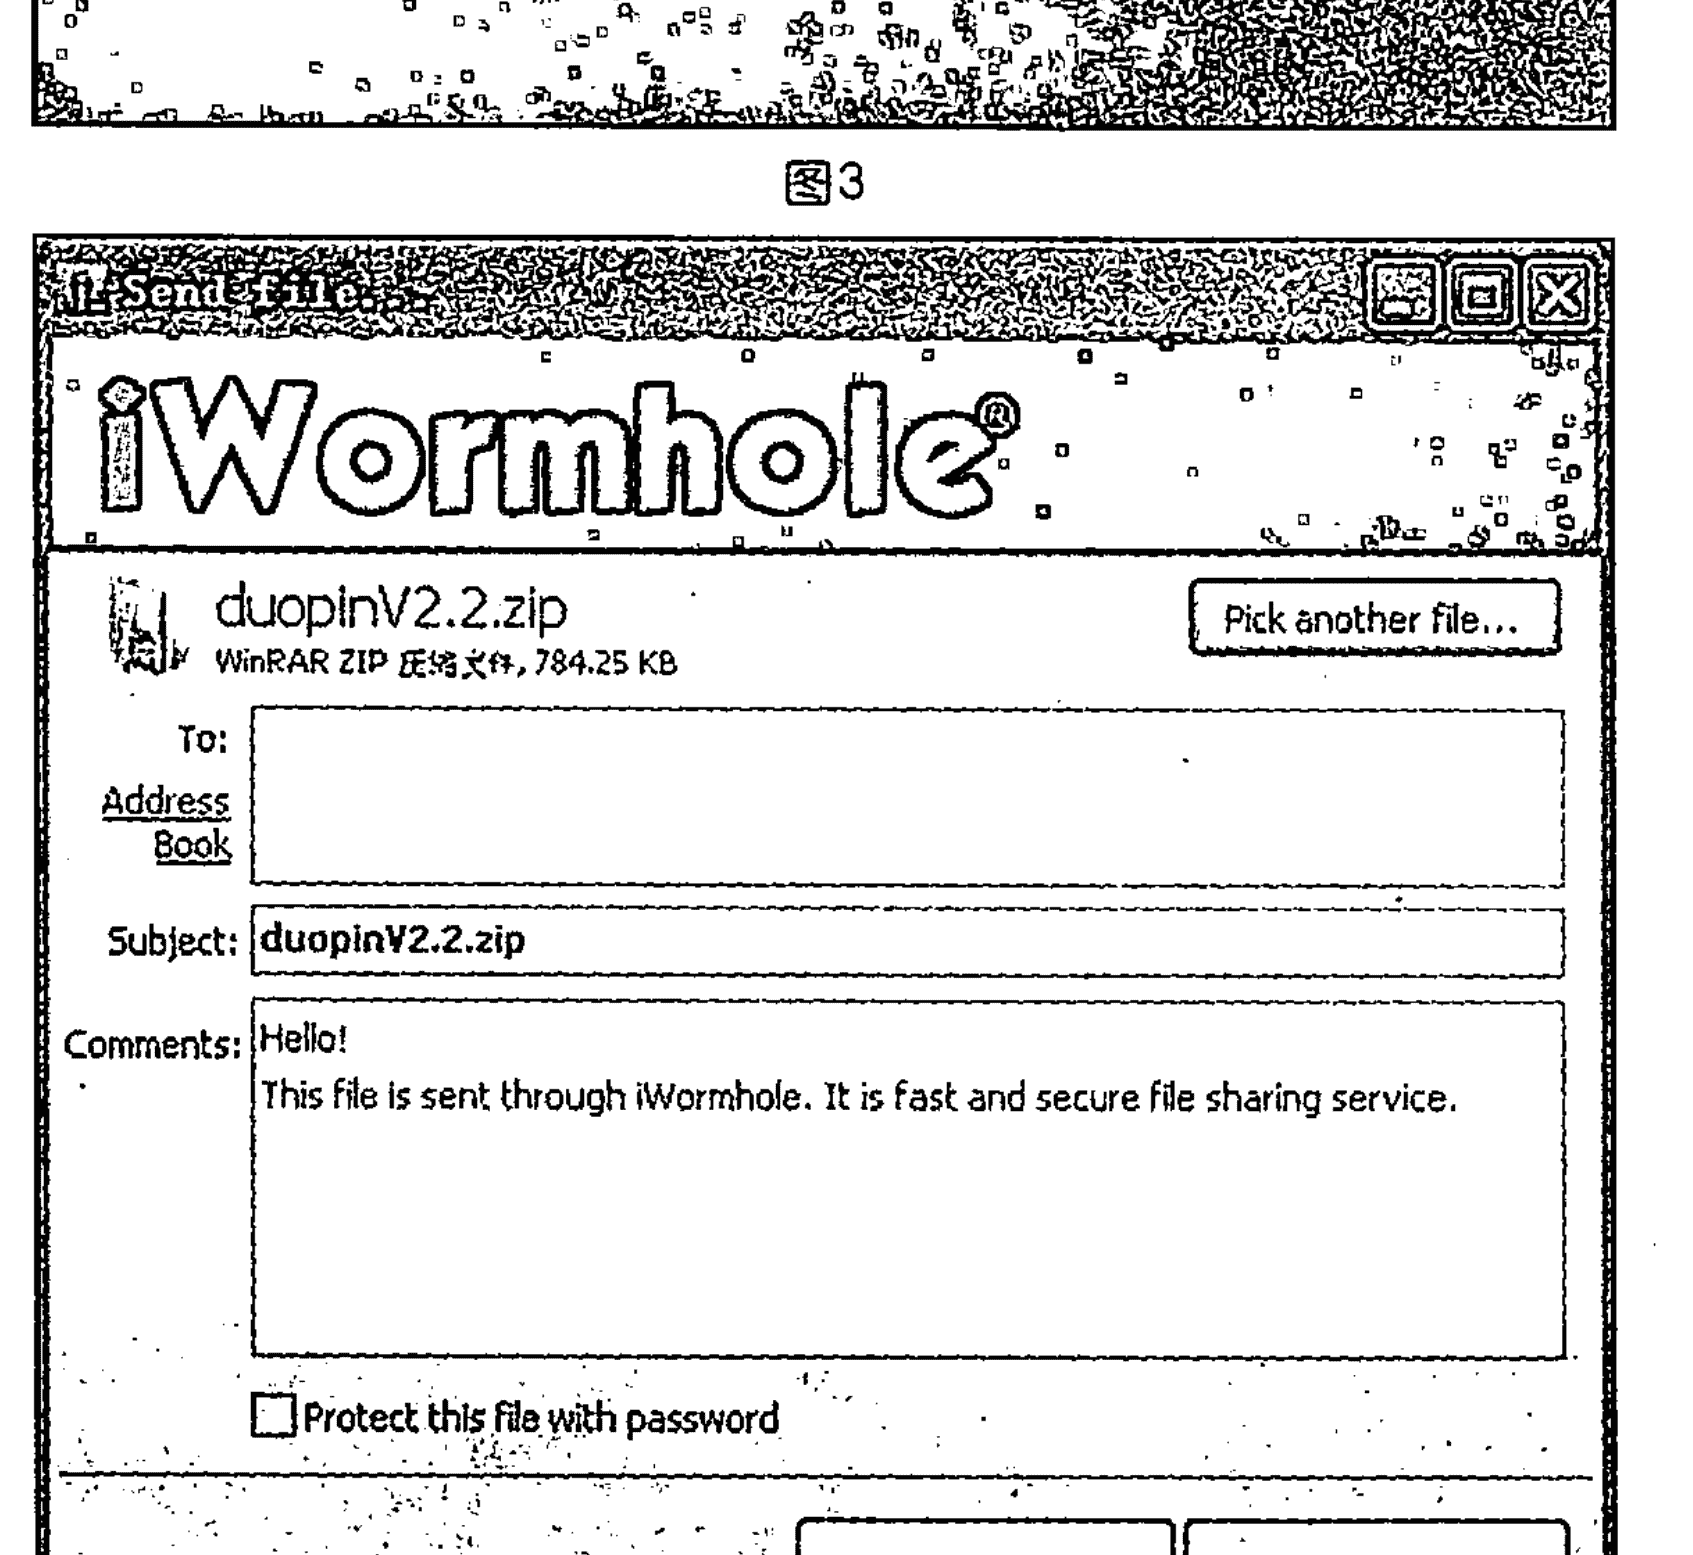 图3
Send file...
iWormhole®
duopinV2.2.zip
Pick another file...
WinRAR ZIP 压缩文件, 784.25 KB
To:
Address
Book
Subject: duopinV2.2.zip
Comments: Hello!
This file is sent through iWormhole. It is fast and secure file sharing service.
Protect this file with password